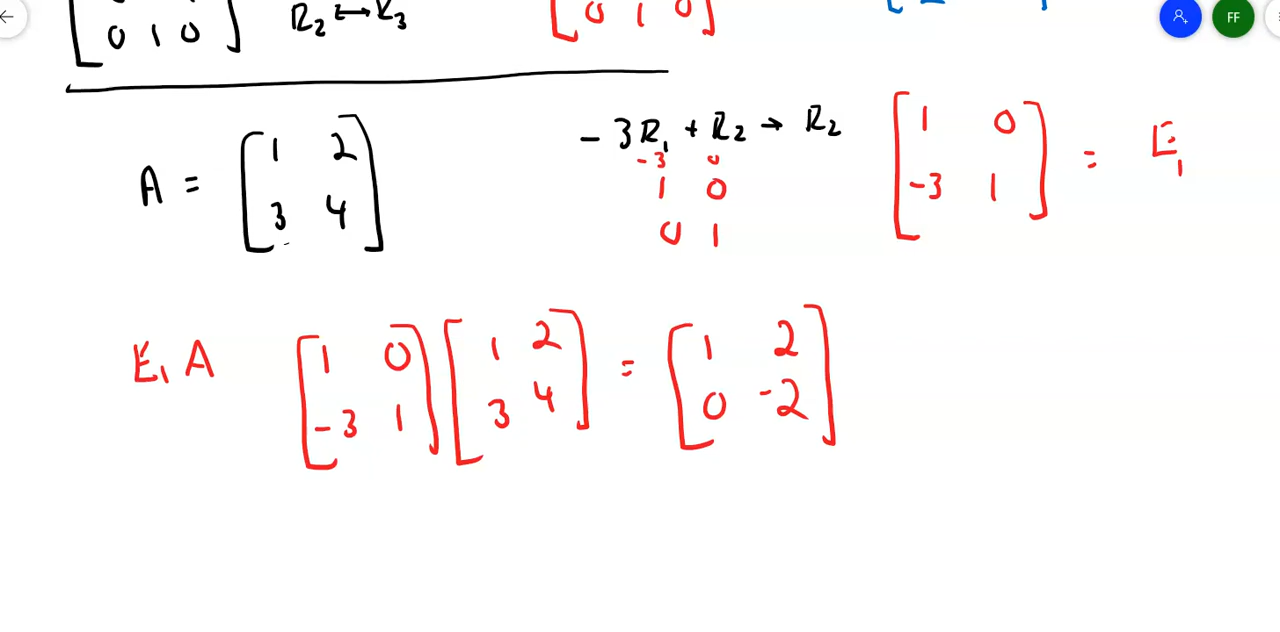 0 1 0 R2 ↔ R3 0 1 0
FF
A = [1 2 -3R1 + R2 → R2 [1 0
3 4] -3 0 -3 1] = E1
1 0
0 1
E1 A [1 0 [1 2 = [1 2
-3 1] 3 4] 0 -2]